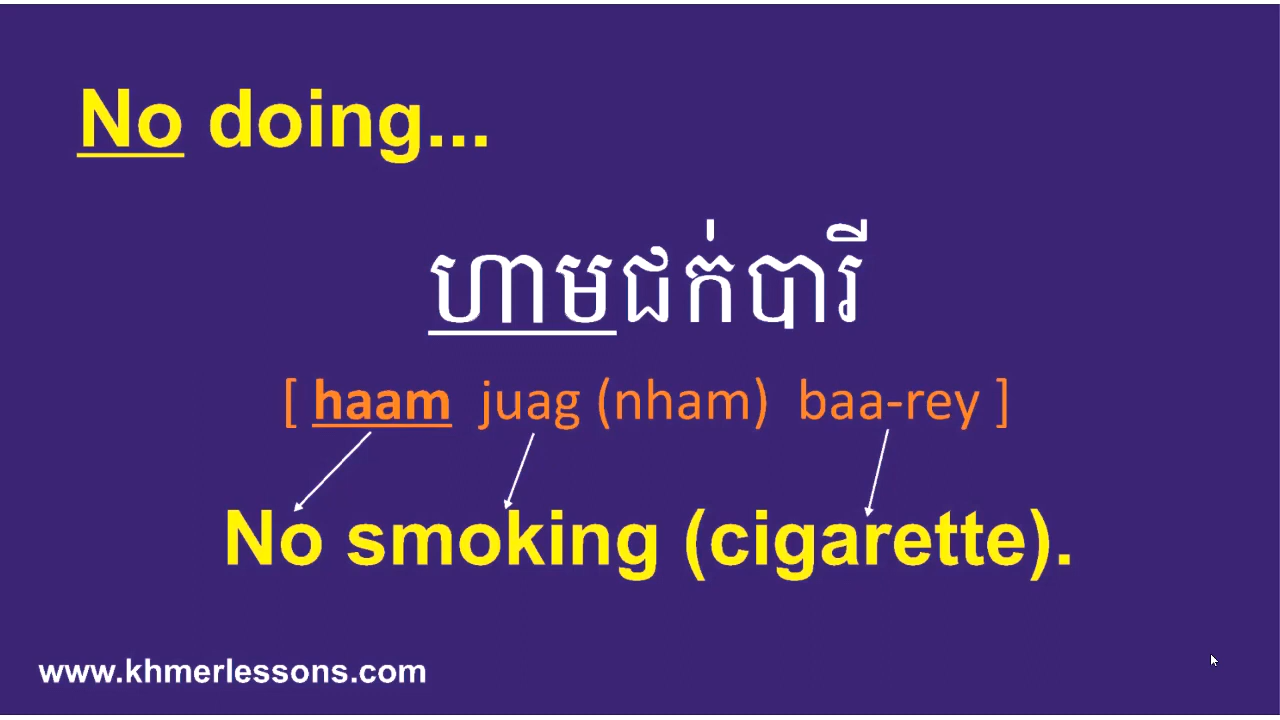 No doing...
ហាមជក់បារី
[ haam juag (nham) baa-rey ]
No smoking (cigarette).
www.khmerlessons.com